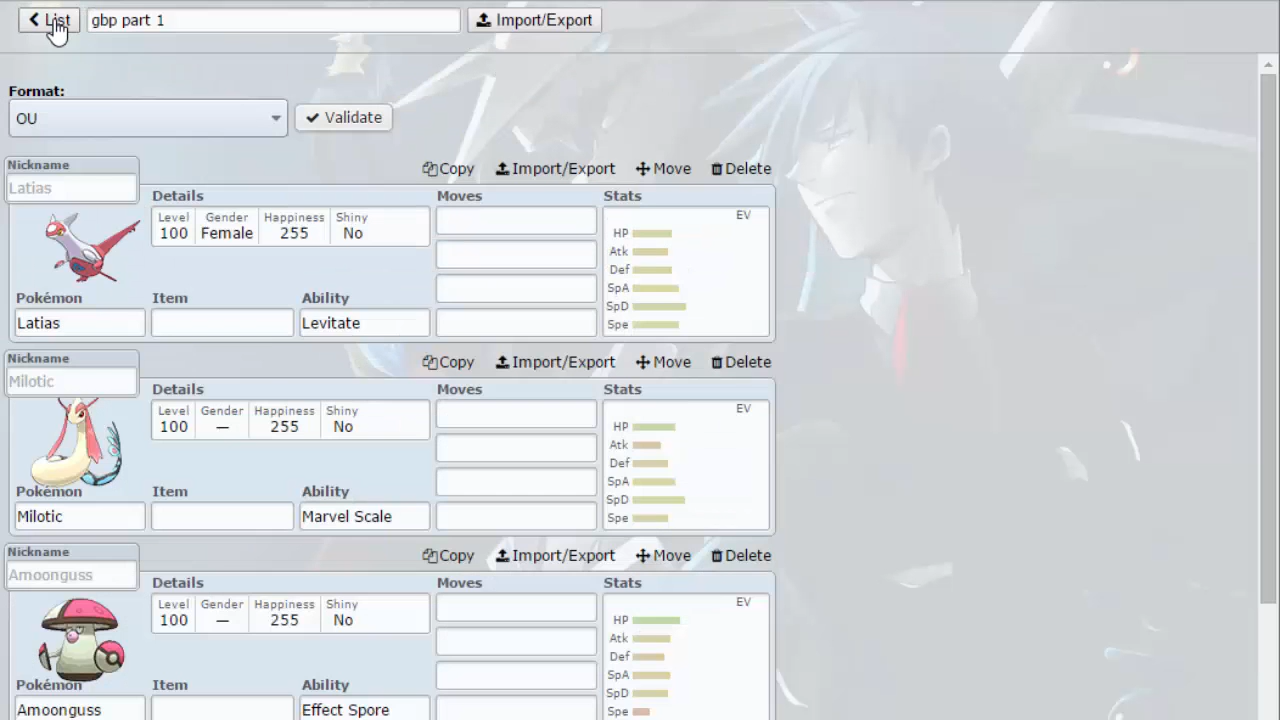 List
gbp part 1
Import/Export
Format:
OU
Validate
Nickname
Latias
Copy Import/Export Move Delete
Details
Moves
Stats
Level Gender Happiness Shiny
100 Female 255 No
EV
HP
Atk
Def
SpA
SpD
Spe
Pokémon Item Ability
Latias
Levitate
Nickname
Milotic
Copy Import/Export Move Delete
Details
Moves
Stats
Level Gender Happiness Shiny
100 — 255 No
EV
HP
Atk
Def
SpA
SpD
Spe
Pokémon Item Ability
Milotic
Marvel Scale
Nickname
Amoonguss
Copy Import/Export Move Delete
Details
Moves
Stats
Level Gender Happiness Shiny
100 — 255 No
EV
HP
Atk
Def
SpA
SpD
Spe
Pokémon Item Ability
Amoonguss
Effect Spore